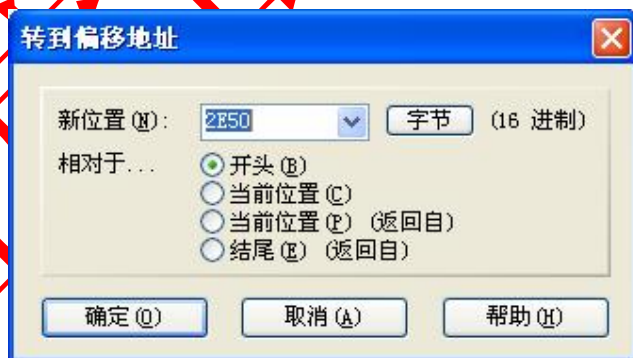 转到偏移地址
新位置(N): 2E50 字节 (16 进制)
相对于... 开头(B)
当前位置(C)
当前位置(P) (返回自)
结尾(E) (返回自)
确定(O) 取消(A) 帮助(H)